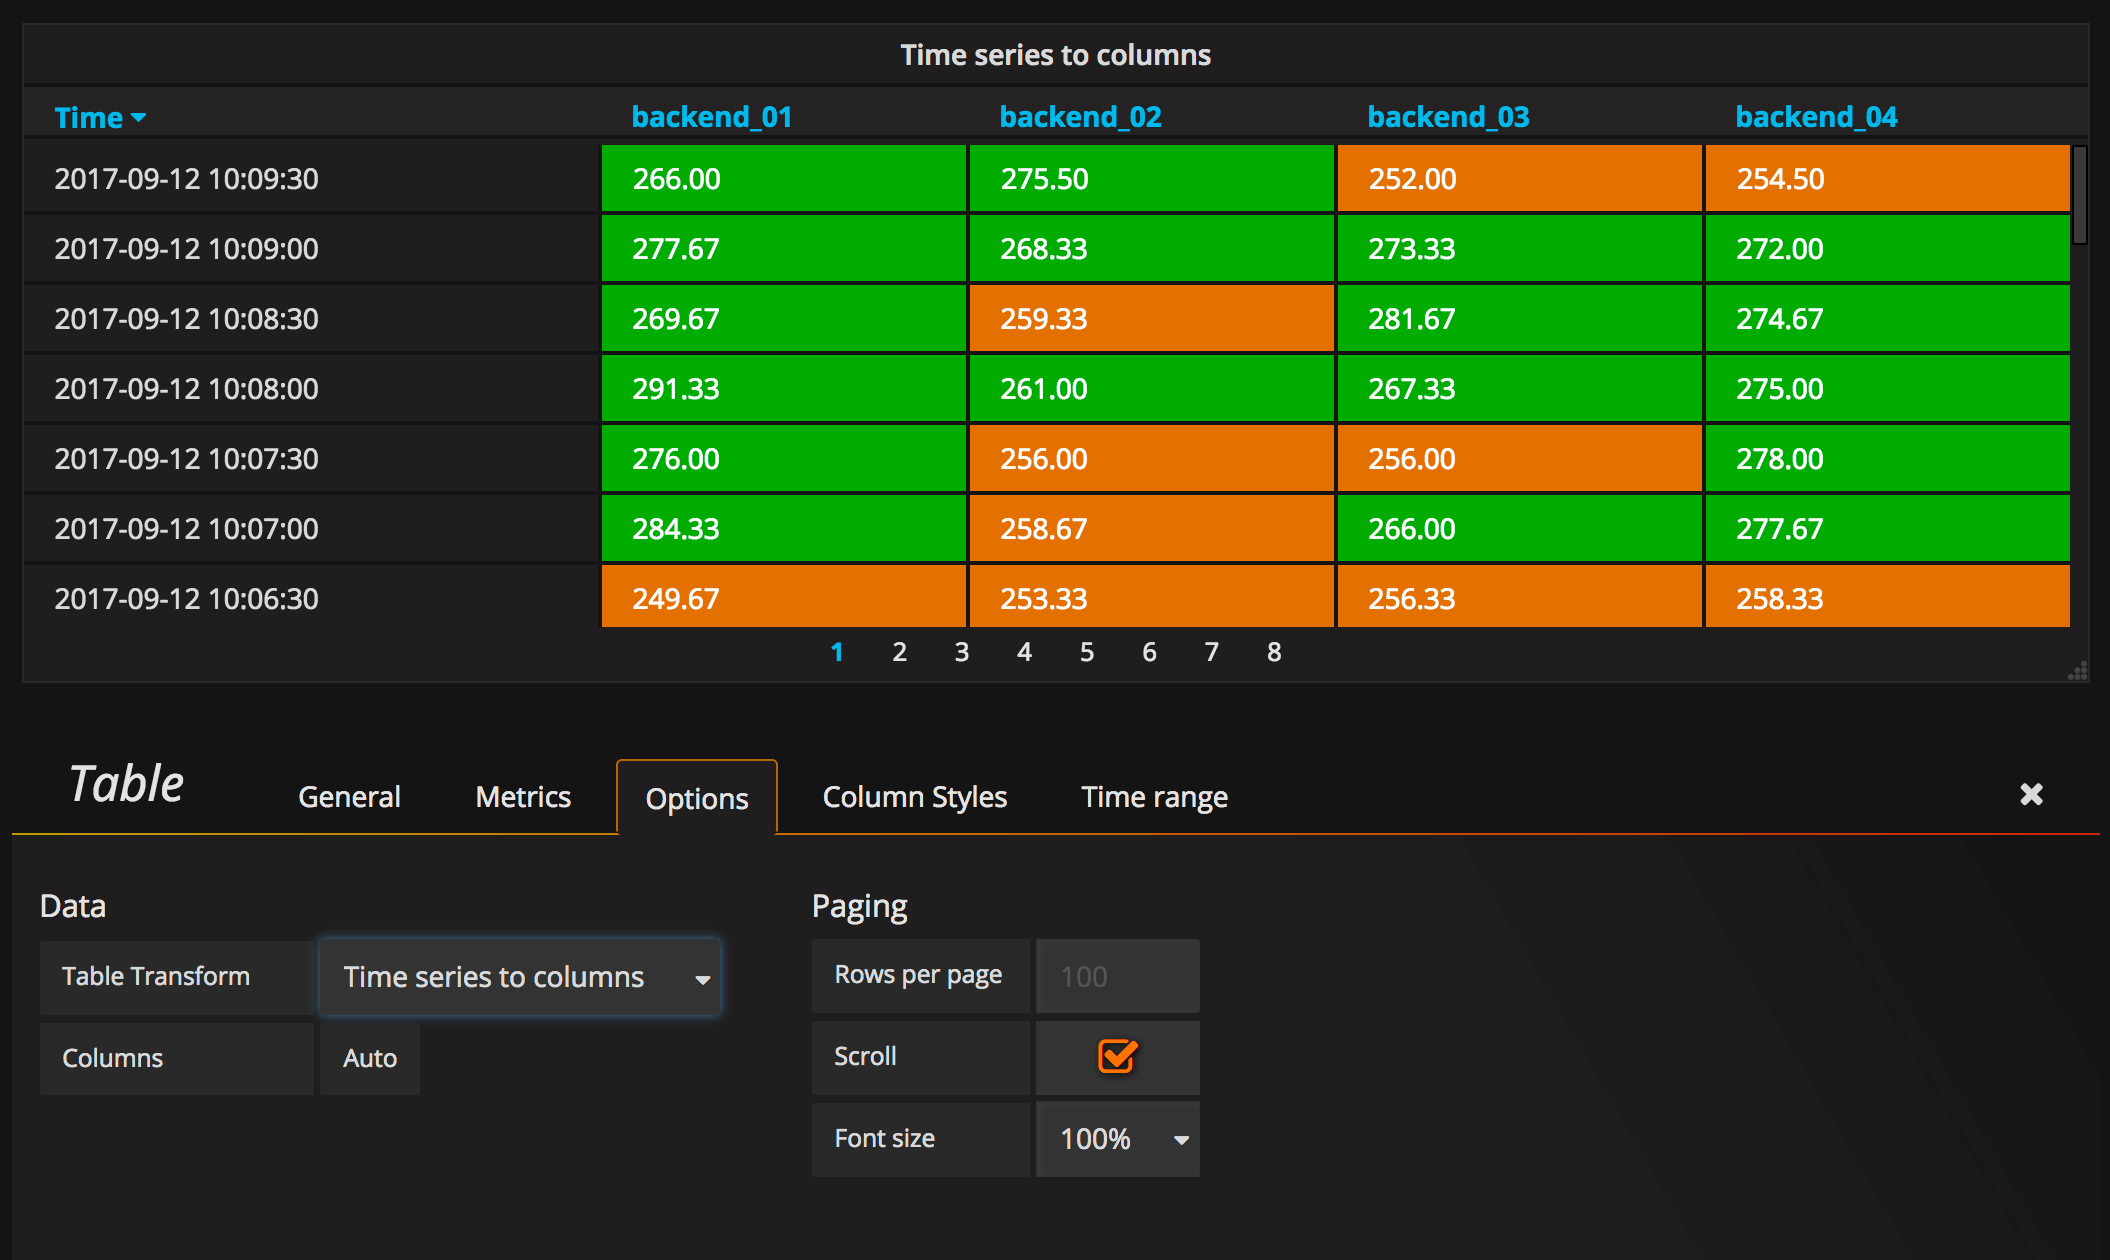 Time series to columns
Time backend_01 backend_02 backend_03 backend_04
2017-09-12 10:09:30 266.00 275.50 252.00 254.50
2017-09-12 10:09:00 277.67 268.33 273.33 272.00
2017-09-12 10:08:30 269.67 259.33 281.67 274.67
2017-09-12 10:08:00 291.33 261.00 267.33 275.00
2017-09-12 10:07:30 276.00 256.00 256.00 278.00
2017-09-12 10:07:00 284.33 258.67 266.00 277.67
2017-09-12 10:06:30 249.67 253.33 256.33 258.33
1 2 3 4 5 6 7 8
Table General Metrics Options Column Styles Time range
Data Paging
Table Transform Time series to columns Rows per page 100
Columns Auto Scroll
Font size 100%